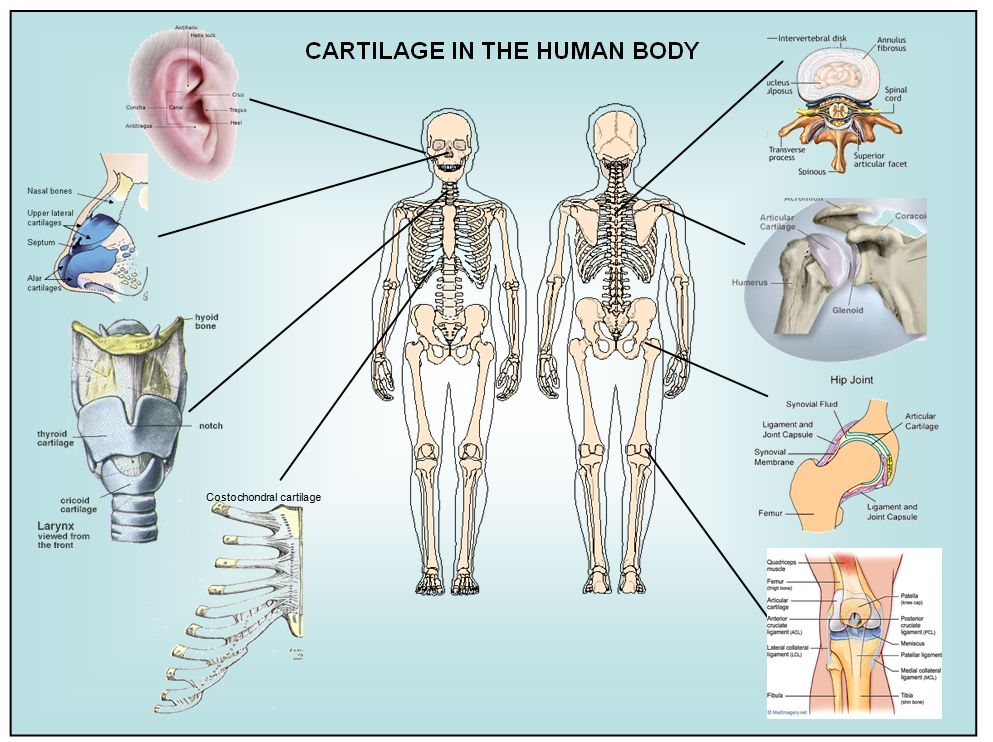 CARTILAGE IN THE HUMAN BODY
Antihelix
Helix lock
Crus
Concha
Canal
Tragus
Heel
Antitragus
Nasal bones
Upper lateral
cartilages
Septum
Alar
cartilages
hyoid
bone
notch
thyroid
cartilage
cricoid
cartilage
Larynx
viewed from
the front
Costochondral cartilage
Intervertebral disk
Annulus
fibrosus
ucleus
ulposus
Spinal
cord
Transverse
process
Superior
articular facet
Spinous
Acromion
Articular
Cartilage
Coracoi
Humerus
Glenoid
Hip Joint
Synovial Fluid
Ligament and
Joint Capsule
Articular
Cartilage
Synovial
Membrane
Femur
Ligament and
Joint Capsule
Quadriceps
muscle
Femur
(thigh bone)
Articular
cartilage
Anterior
cruciate
ligament (ACL)
Lateral collateral
ligament (LCL)
Fibula
Patella
(knee cap)
Posterior
cruciate
ligament (PCL)
Meniscus
Patellar ligament
Medial collateral
ligament (MCL)
Tibia
(shin bone)
© Medimagery.net